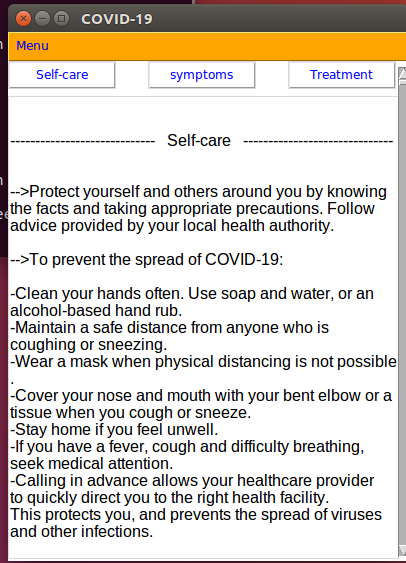 COVID-19
Menu
Self-care symptoms Treatment
----------------------------- Self-care ------------------------------
-->Protect yourself and others around you by knowing
the facts and taking appropriate precautions. Follow
advice provided by your local health authority.
-->To prevent the spread of COVID-19:
-Clean your hands often. Use soap and water, or an
alcohol-based hand rub.
-Maintain a safe distance from anyone who is
coughing or sneezing.
-Wear a mask when physical distancing is not possible
.
-Cover your nose and mouth with your bent elbow or a
tissue when you cough or sneeze.
-Stay home if you feel unwell.
-If you have a fever, cough and difficulty breathing,
seek medical attention.
-Calling in advance allows your healthcare provider
to quickly direct you to the right health facility.
This protects you, and prevents the spread of viruses
and other infections.